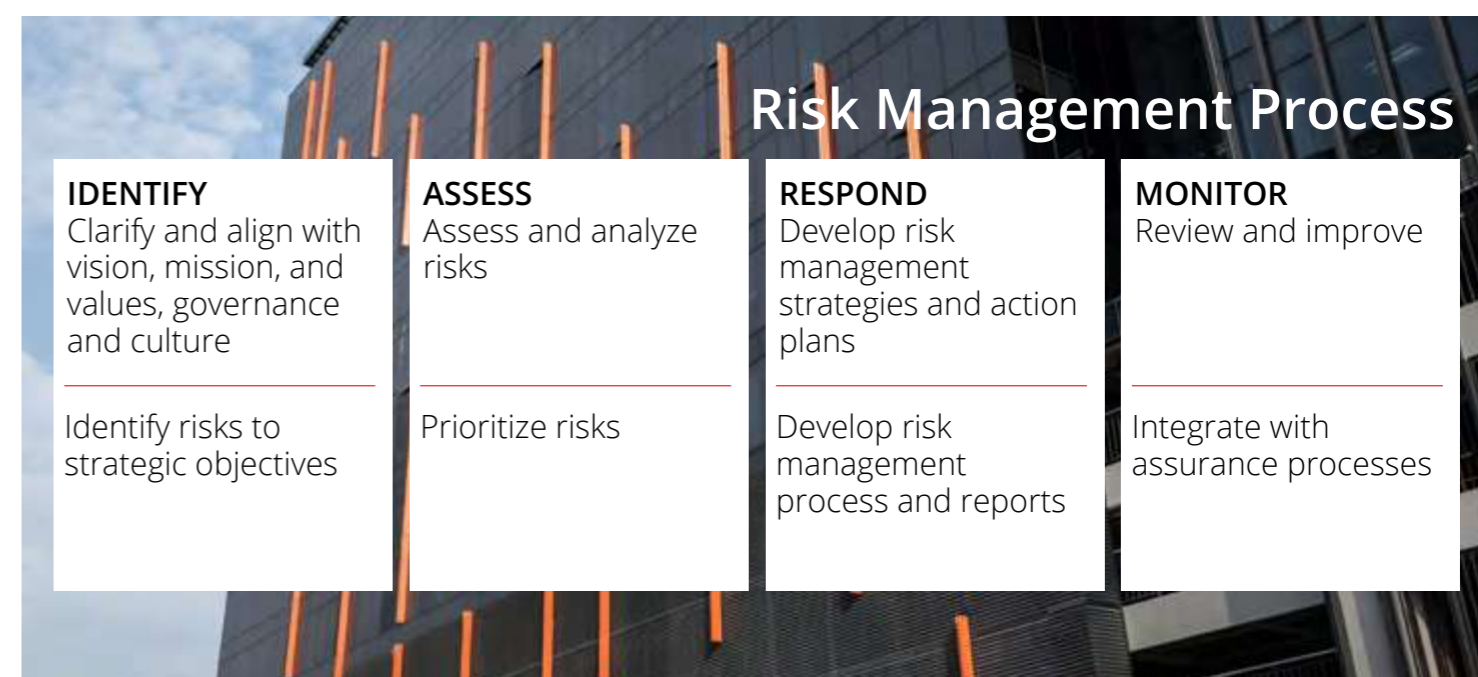 Risk Management Process
IDENTIFY
Clarify and align with
vision, mission, and
values, governance
and culture
Identify risks to
strategic objectives
ASSESS
Assess and analyze
risks
Prioritize risks
RESPOND
Develop risk
management
strategies and action
plans
Develop risk
management
process and reports
MONITOR
Review and improve
Integrate with
assurance processes